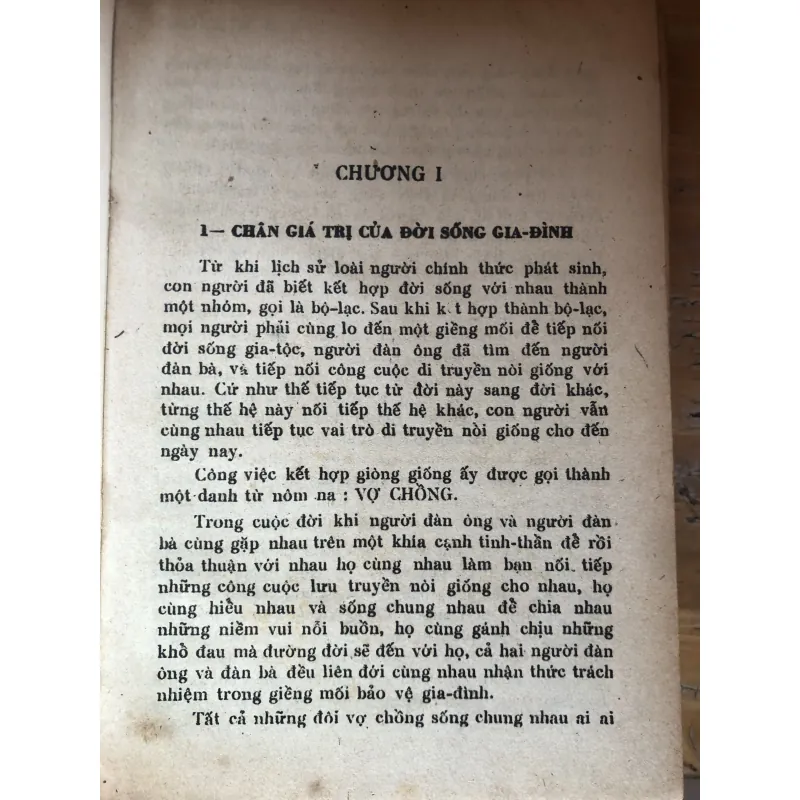 CHƯƠNG I
1— CHÂN GIÁ TRỊ CỦA ĐỜI SỐNG GIA-ĐÌNH
Từ khi lịch sử loài người chính thức phát sinh,
con người đã biết kết hợp đời sống với nhau thành
một nhóm, gọi là bộ-lạc. Sau khi kết hợp thành bộ-lạc,
mọi người phải cùng lo đến một giềng mối để tiếp nối
đời sống gia-tộc, người đàn ông đã tìm đến người
đàn bà, và tiếp nối công cuộc di truyền nòi giống với
nhau. Cứ như thế tiếp tục từ đời này sang đời khác,
từng thế hệ này nối tiếp thế hệ khác, con người vẫn
cùng nhau tiếp tục vai trò di truyền nòi giống cho đến
ngày nay.
Công việc kết hợp giòng giống ấy được gọi thành
một danh từ nôm na : VỢ CHỒNG.
Trong cuộc đời khi người đàn ông và người đàn
bà cùng gặp nhau trên một khía cạnh tinh-thần để rồi
thỏa thuận với nhau họ cùng nhau làm bạn nối tiếp
những công cuộc lưu truyền nòi giống cho nhau, họ
cùng hiểu nhau và sống chung nhau để chia nhau
những niềm vui nỗi buồn, họ cùng gánh chịu những
khổ đau mà đường đời sẽ đến với họ, cả hai người đàn
ông và đàn bà đều liên đới cùng nhau nhận thức trách
nhiệm trong giềng mối bảo vệ gia-đình.
Tất cả những đôi vợ chồng sống chung nhau ai ai